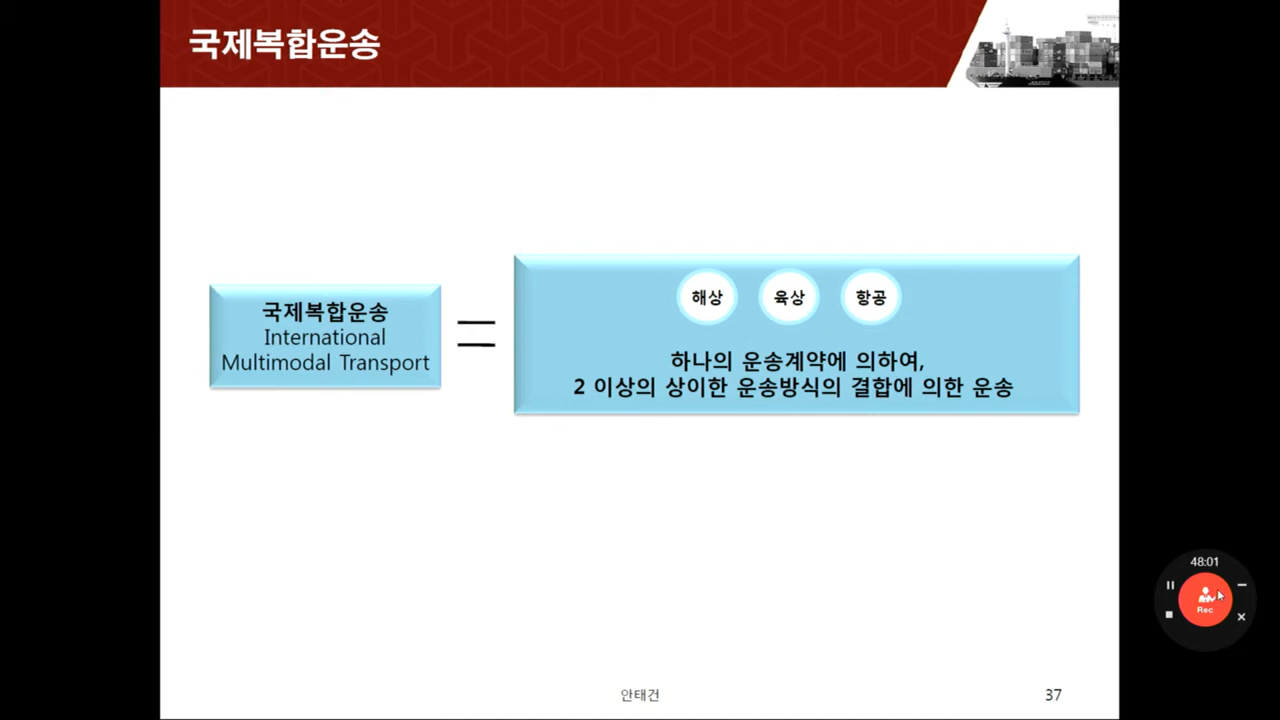 국제복합운송
해상
육상
항공
국제복합운송
International
Multimodal Transport
하나의 운송계약에 의하여,
2 이상의 상이한 운송방식의 결합에 의한 운송
48:01
Rec
안태건
37